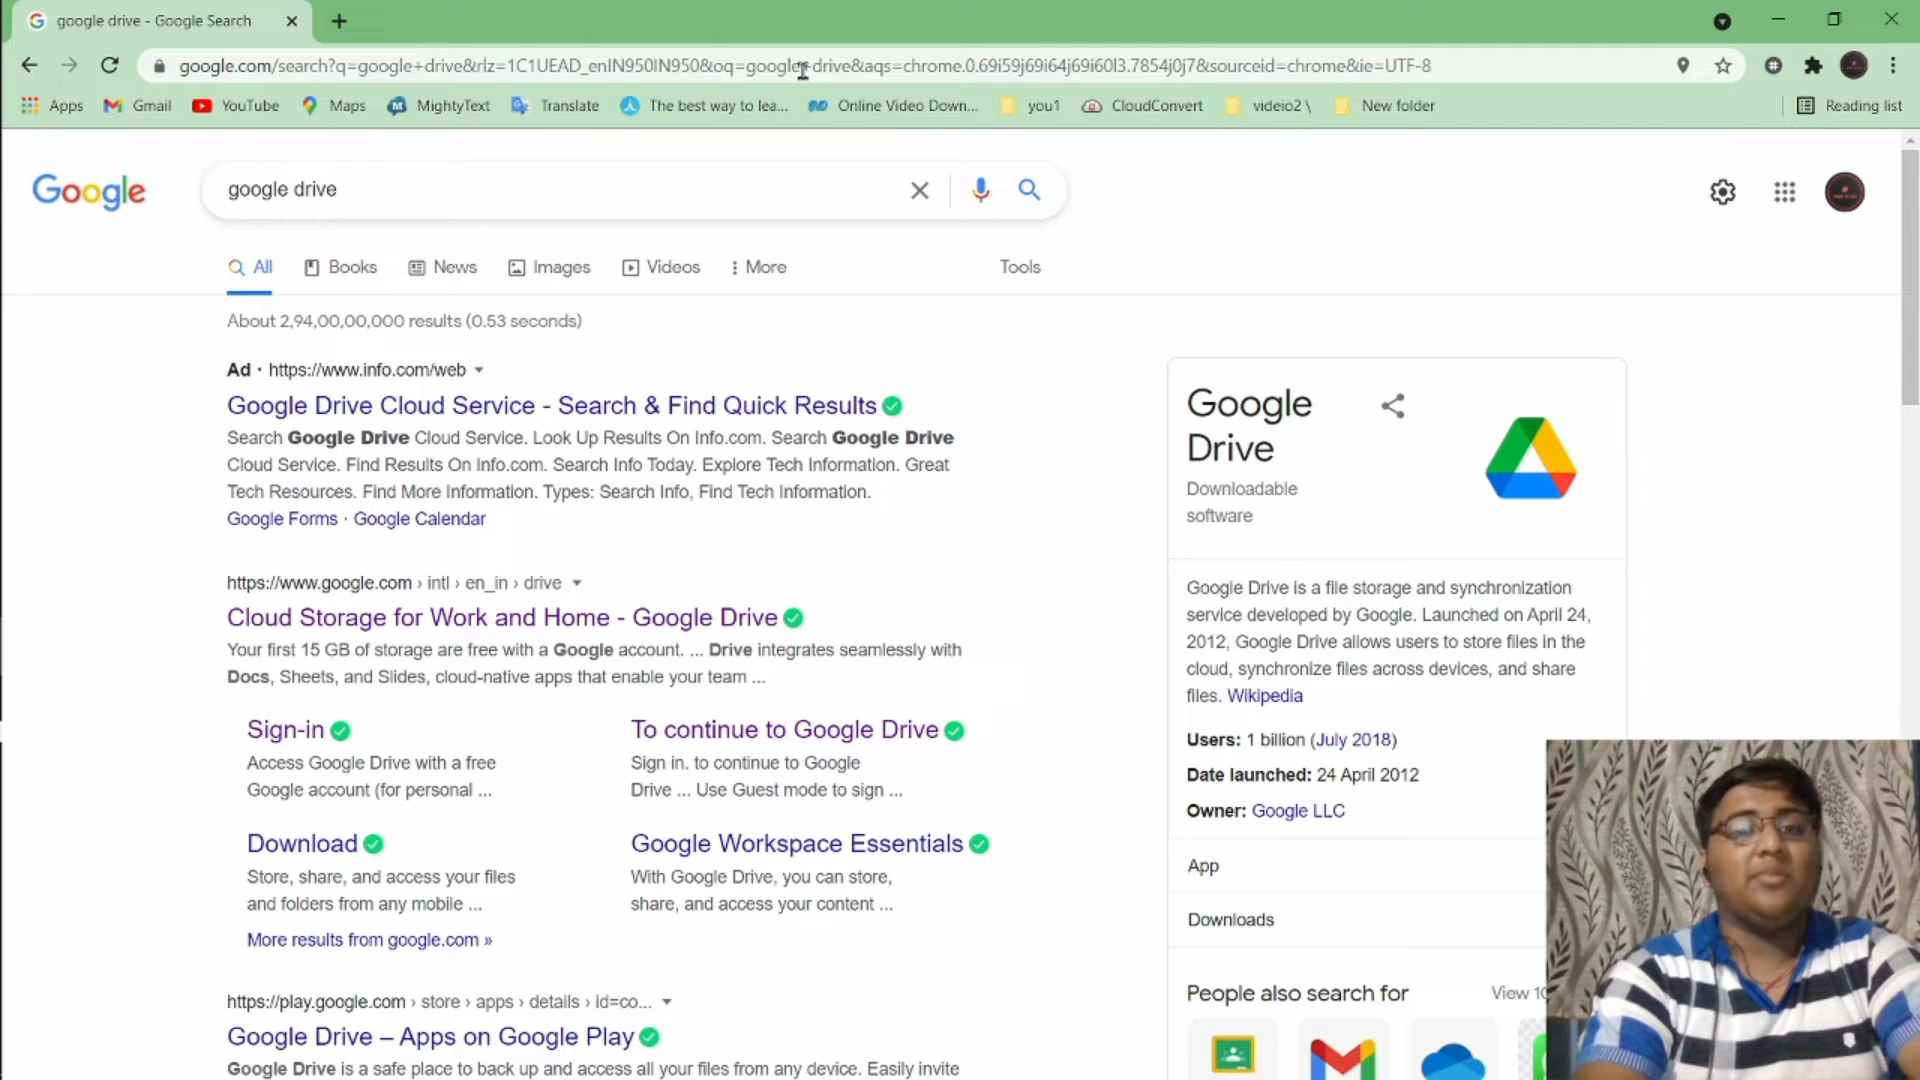 google drive - Google Search
google.com/search?q=google+drive&rlz=1C1UEAD_enIN950IN950&oq=google+drive&aqs=chrome.0.69i59j69i64j69i60l3.7854j0j7&sourceid=chrome&ie=UTF-8
Apps Gmail YouTube Maps MightyText Translate The best way to lea... Online Video Down... you1 CloudConvert videio2 \ New folder Reading list
Google google drive
All Books News Images Videos More Tools
About 2,94,00,00,000 results (0.53 seconds)
Ad · https://www.info.com/web
Google Drive Cloud Service - Search & Find Quick Results
Search Google Drive Cloud Service. Look Up Results On Info.com. Search Google Drive
Cloud Service. Find Results On Info.com. Search Info Today. Explore Tech Information. Great
Tech Resources. Find More Information. Types: Search Info, Find Tech Information.
Google Forms · Google Calendar
https://www.google.com › intl › en_in › drive
Cloud Storage for Work and Home - Google Drive
Your first 15 GB of storage are free with a Google account. ... Drive integrates seamlessly with
Docs, Sheets, and Slides, cloud-native apps that enable your team ...
Sign-in
Access Google Drive with a free
Google account (for personal ...
To continue to Google Drive
Sign in. to continue to Google
Drive ... Use Guest mode to sign ...
Download
Store, share, and access your files
and folders from any mobile ...
Google Workspace Essentials
With Google Drive, you can store,
share, and access your content ...
More results from google.com »
https://play.google.com › store › apps › details › id=co...
Google Drive – Apps on Google Play
Google Drive is a safe place to back up and access all your files from any device. Easily invite
Google
Drive
Downloadable
software
Google Drive is a file storage and synchronization
service developed by Google. Launched on April 24,
2012, Google Drive allows users to store files in the
cloud, synchronize files across devices, and share
files. Wikipedia
Users: 1 billion (July 2018)
Date launched: 24 April 2012
Owner: Google LLC
App
Downloads
People also search for View